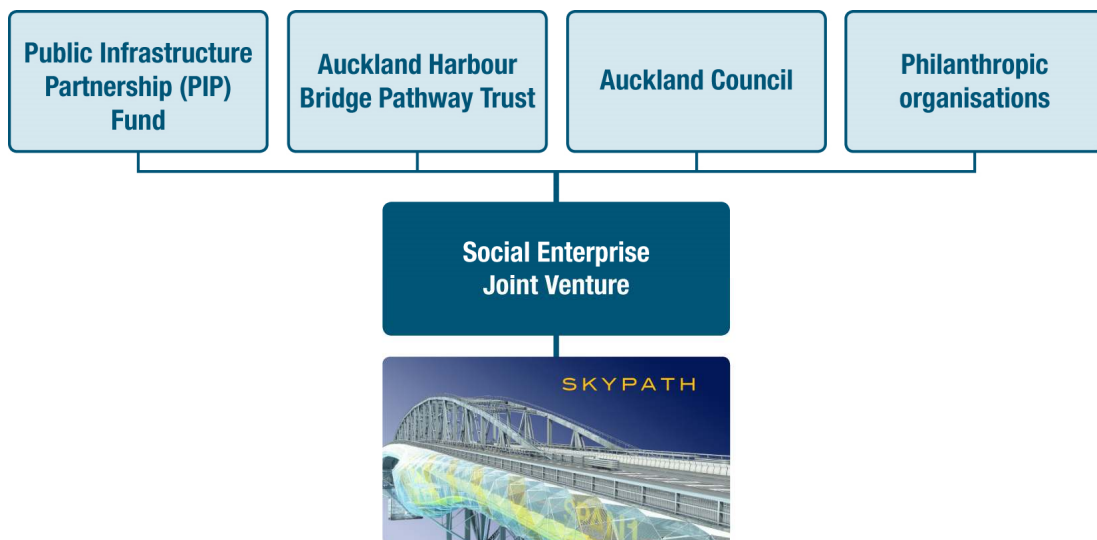 Public Infrastructure
Partnership (PIP)
Fund
Auckland Harbour
Bridge Pathway Trust
Auckland Council
Philanthropic
organisations
Social Enterprise
Joint Venture
SKYPATH